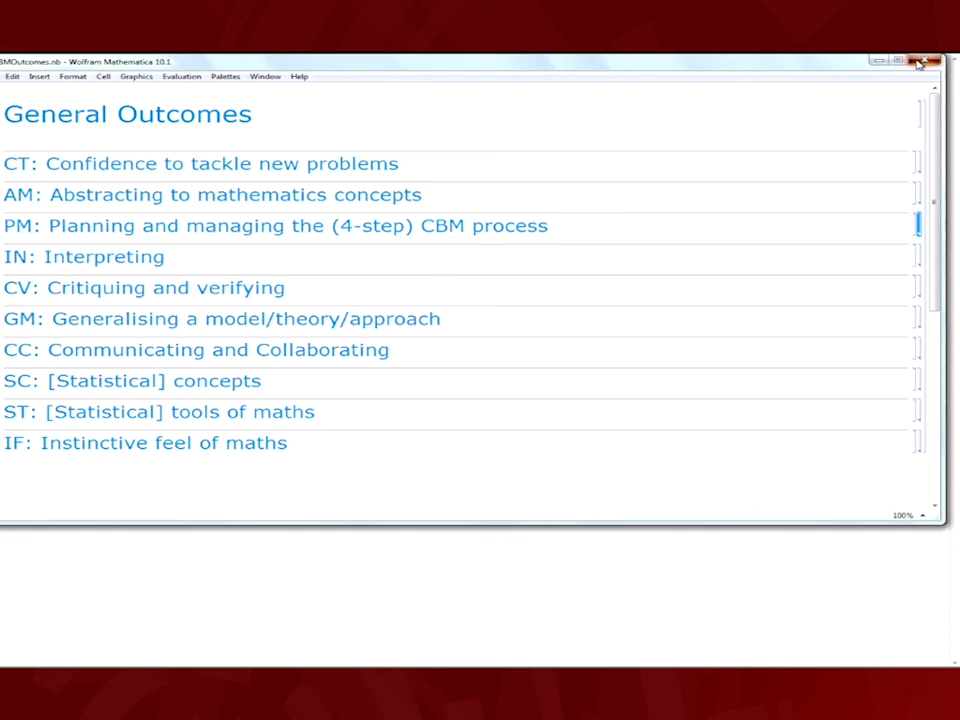 BMOutcomes.nb - Wolfram Mathematica 10.1
Edit Insert Format Cell Graphics Evaluation Palettes Window Help
General Outcomes
CT: Confidence to tackle new problems
AM: Abstracting to mathematics concepts
PM: Planning and managing the (4-step) CBM process
IN: Interpreting
CV: Critiquing and verifying
GM: Generalising a model/theory/approach
CC: Communicating and Collaborating
SC: [Statistical] concepts
ST: [Statistical] tools of maths
IF: Instinctive feel of maths
100%